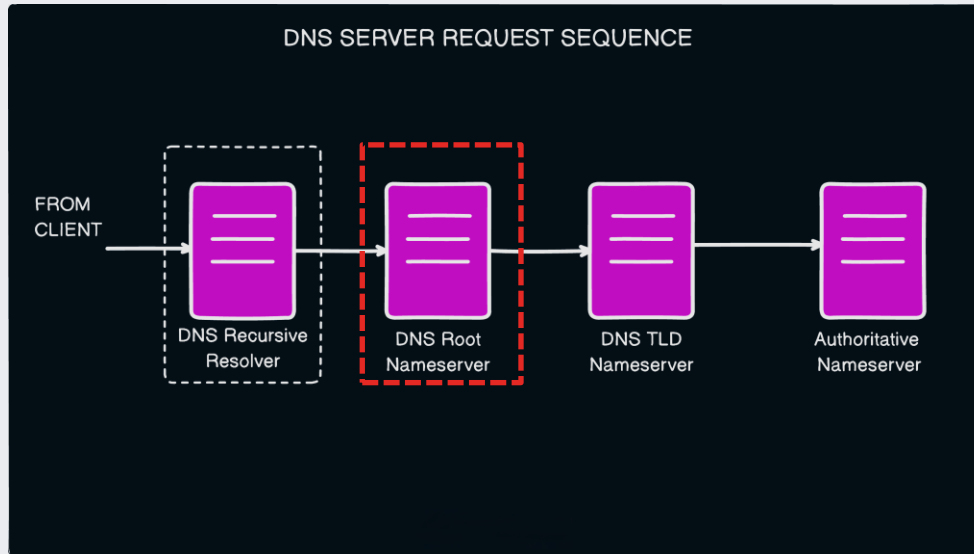 DNS SERVER REQUEST SEQUENCE
FROM
CLIENT
DNS Recursive
Resolver
DNS Root
Nameserver
DNS TLD
Nameserver
Authoritative
Nameserver